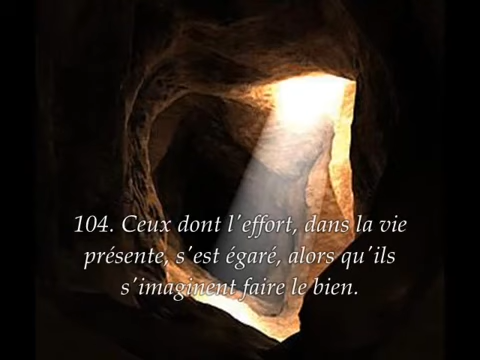 104. Ceux dont l'effort, dans la vie
présente, s'est égaré, alors qu'ils
s'imaginent faire le bien.